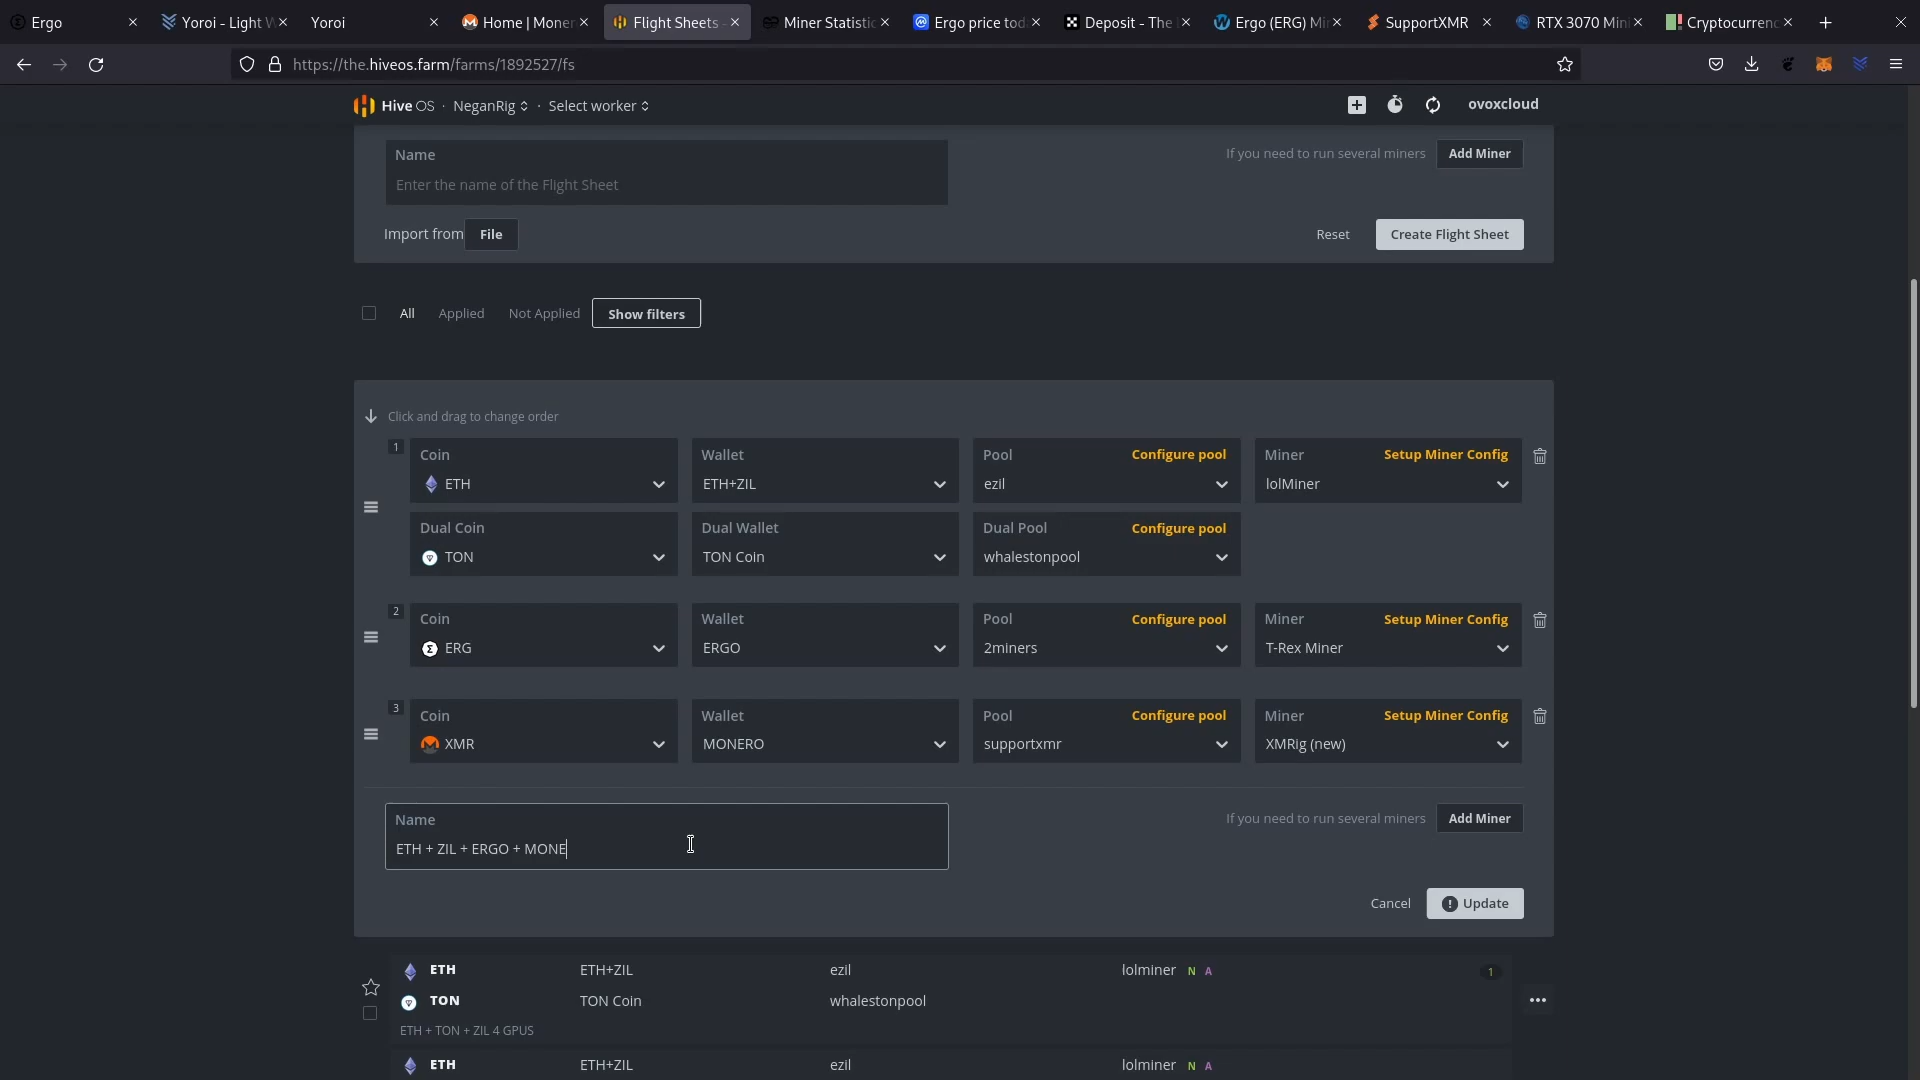 Ergo
Yoroi - Light W
Yoroi
Home | Moner
Flight Sheets -
Miner Statistic
Ergo price tod
Deposit - The
Ergo (ERG) Mi
SupportXMR
RTX 3070 Mini
Cryptocurrenc
https://the.hiveos.farm/farms/1892527/fs
Hive OS · NeganRig · Select worker
ovoxcloud
Name
Enter the name of the Flight Sheet
If you need to run several miners
Add Miner
Import from
File
Reset
Create Flight Sheet
All
Applied
Not Applied
Show filters
Click and drag to change order
1
Coin
ETH
Wallet
ETH+ZIL
Pool
Configure pool
ezil
Miner
Setup Miner Config
lolMiner
Dual Coin
TON
Dual Wallet
TON Coin
Dual Pool
Configure pool
whalestonpool
2
Coin
ERG
Wallet
ERGO
Pool
Configure pool
2miners
Miner
Setup Miner Config
T-Rex Miner
3
Coin
XMR
Wallet
MONERO
Pool
Configure pool
supportxmr
Miner
Setup Miner Config
XMRig (new)
Name
ETH + ZIL + ERGO + MONE
If you need to run several miners
Add Miner
Cancel
Update
ETH
ETH+ZIL
ezil
lolminer N A
1
TON
TON Coin
whalestonpool
ETH + TON + ZIL 4 GPUS
ETH
ETH+ZIL
ezil
lolminer N A